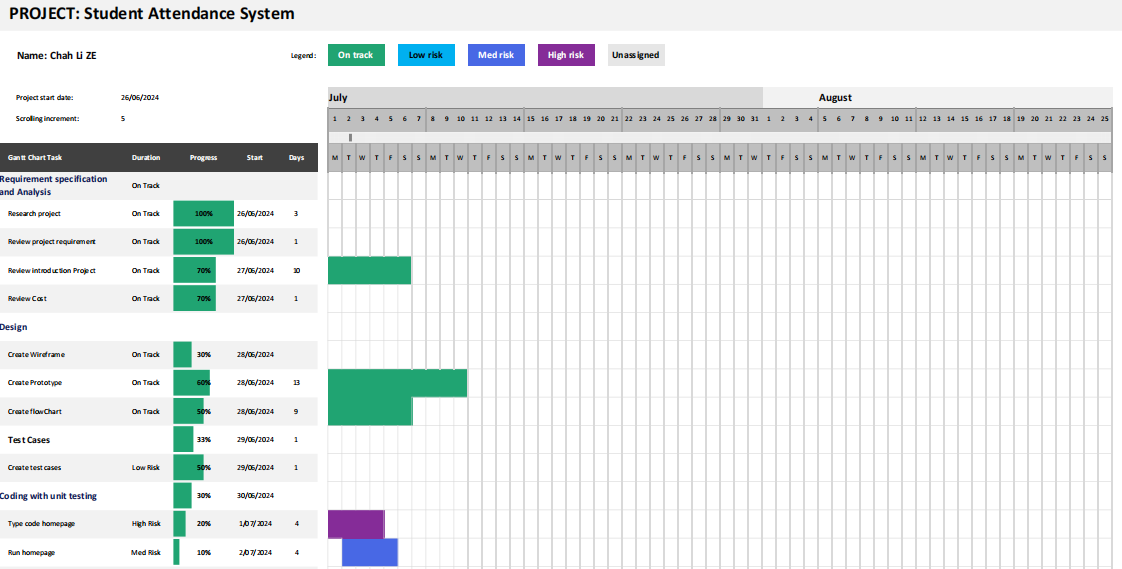 PROJECT: Student Attendance System
Name: Chah Li ZE
Legend: On track Low risk Med risk High risk Unassigned
Project start date: 26/06/2024
Scrolling increment: 5
July August
1 2 3 4 5 6 7 8 9 10 11 12 13 14 15 16 17 18 19 20 21 22 23 24 25 26 27 28 29 30 31 1 2 3 4 5 6 7 8 9 10 11 12 13 14 15 16 17 18 19 20 21 22 23 24 25
Gantt Chart Task Duration Progress Start Days M T W T F S S M T W T F S S M T W T F S S M T W T F S S M T W T F S S M T W T F S S M T W T F S S M T W T F S S
Requirement specification
and Analysis On Track
Research project On Track 100% 26/06/2024 3
Review project requirement On Track 100% 26/06/2024 1
Review introduction Project On Track 70% 27/06/2024 10
Review Cost On Track 70% 27/06/2024 1
Design
Create Wireframe On Track 30% 28/06/2024
Create Prototype On Track 60% 28/06/2024 13
Create flowChart On Track 50% 28/06/2024 9
Test Cases 33% 29/06/2024 1
Create test cases Low Risk 50% 29/06/2024 1
Coding with unit testing 30% 30/06/2024
Type code homepage High Risk 20% 1/07/2024 4
Run homepage Med Risk 10% 2/07/2024 4